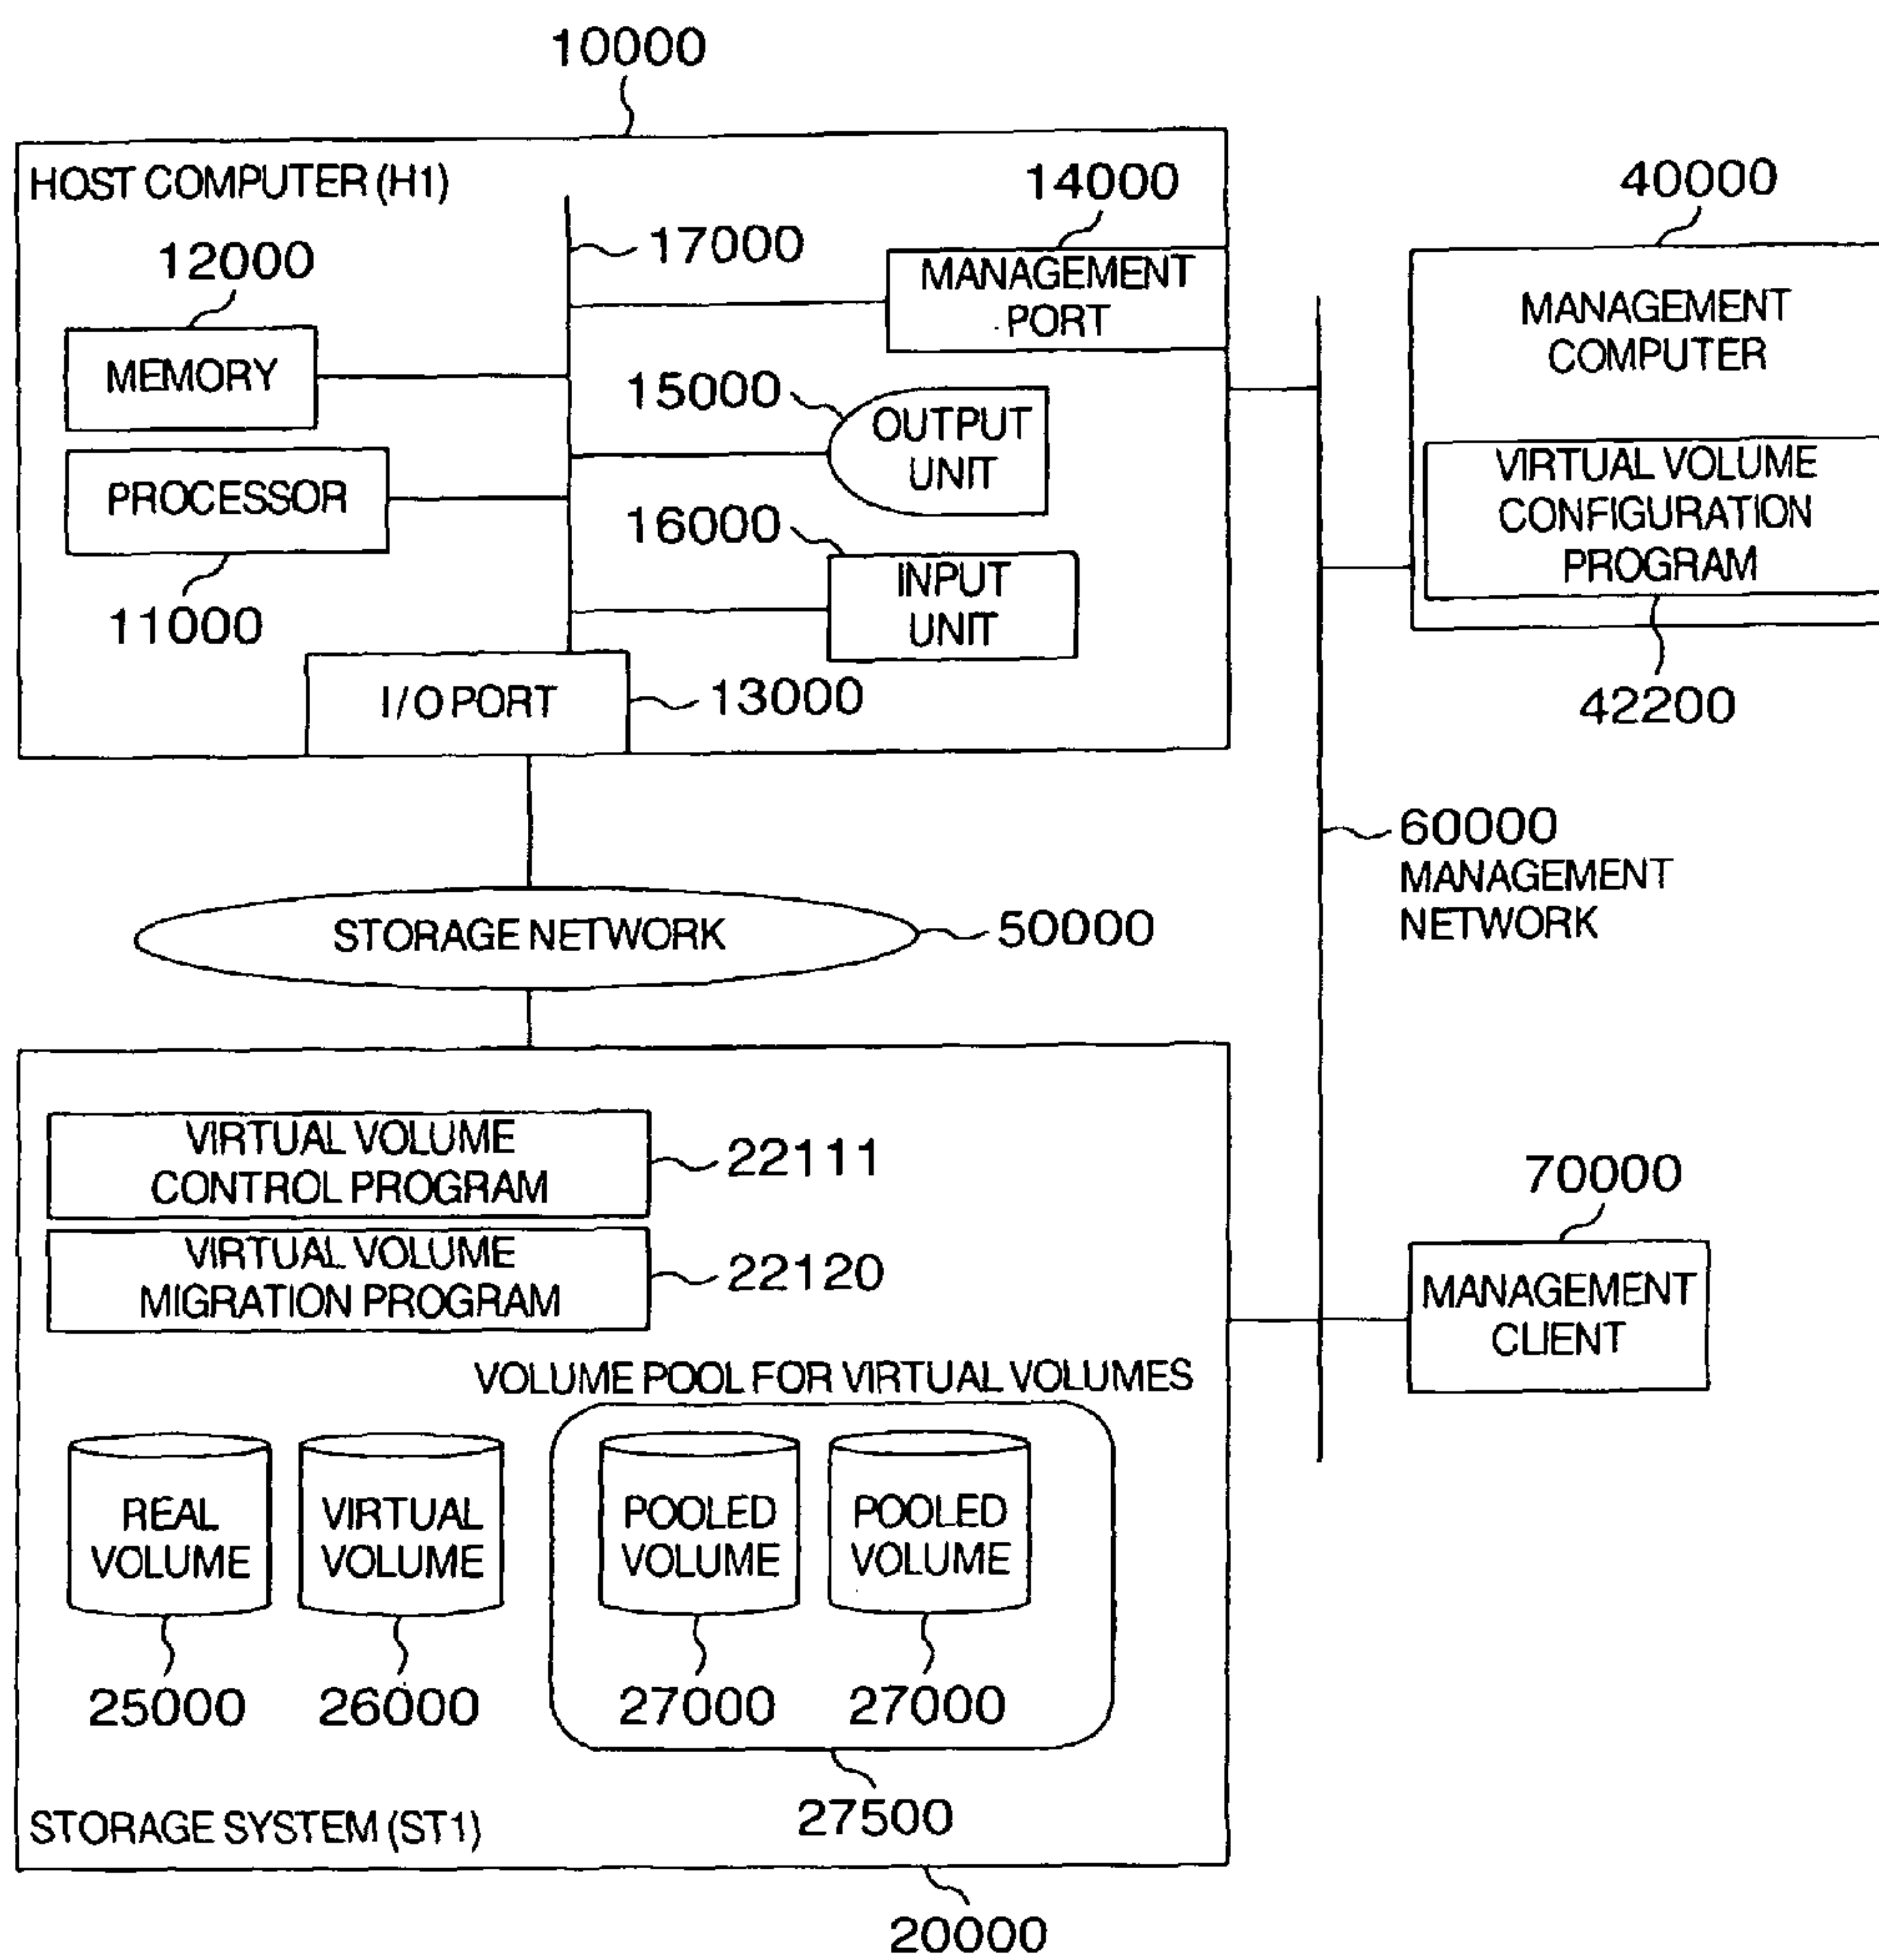 10000
HOST COMPUTER (H1)
14000
40000
17000
12000
MANAGEMENT
PORT
MANAGEMENT
COMPUTER
MEMORY
15000
OUTPUT
UNIT
VIRTUAL VOLUME
CONFIGURATION
PROGRAM
PROCESSOR
16000
INPUT
UNIT
11000
I/O PORT
13000
42200
60000
MANAGEMENT
NETWORK
STORAGE NETWORK
50000
VIRTUAL VOLUME
CONTROL PROGRAM
22111
70000
VIRTUAL VOLUME
MIGRATION PROGRAM
22120
MANAGEMENT
CLIENT
VOLUME POOL FOR VIRTUAL VOLUMES
REAL
VOLUME
VIRTUAL
VOLUME
POOLED
VOLUME
POOLED
VOLUME
25000
26000
27000
27000
27500
STORAGE SYSTEM (ST1)
20000